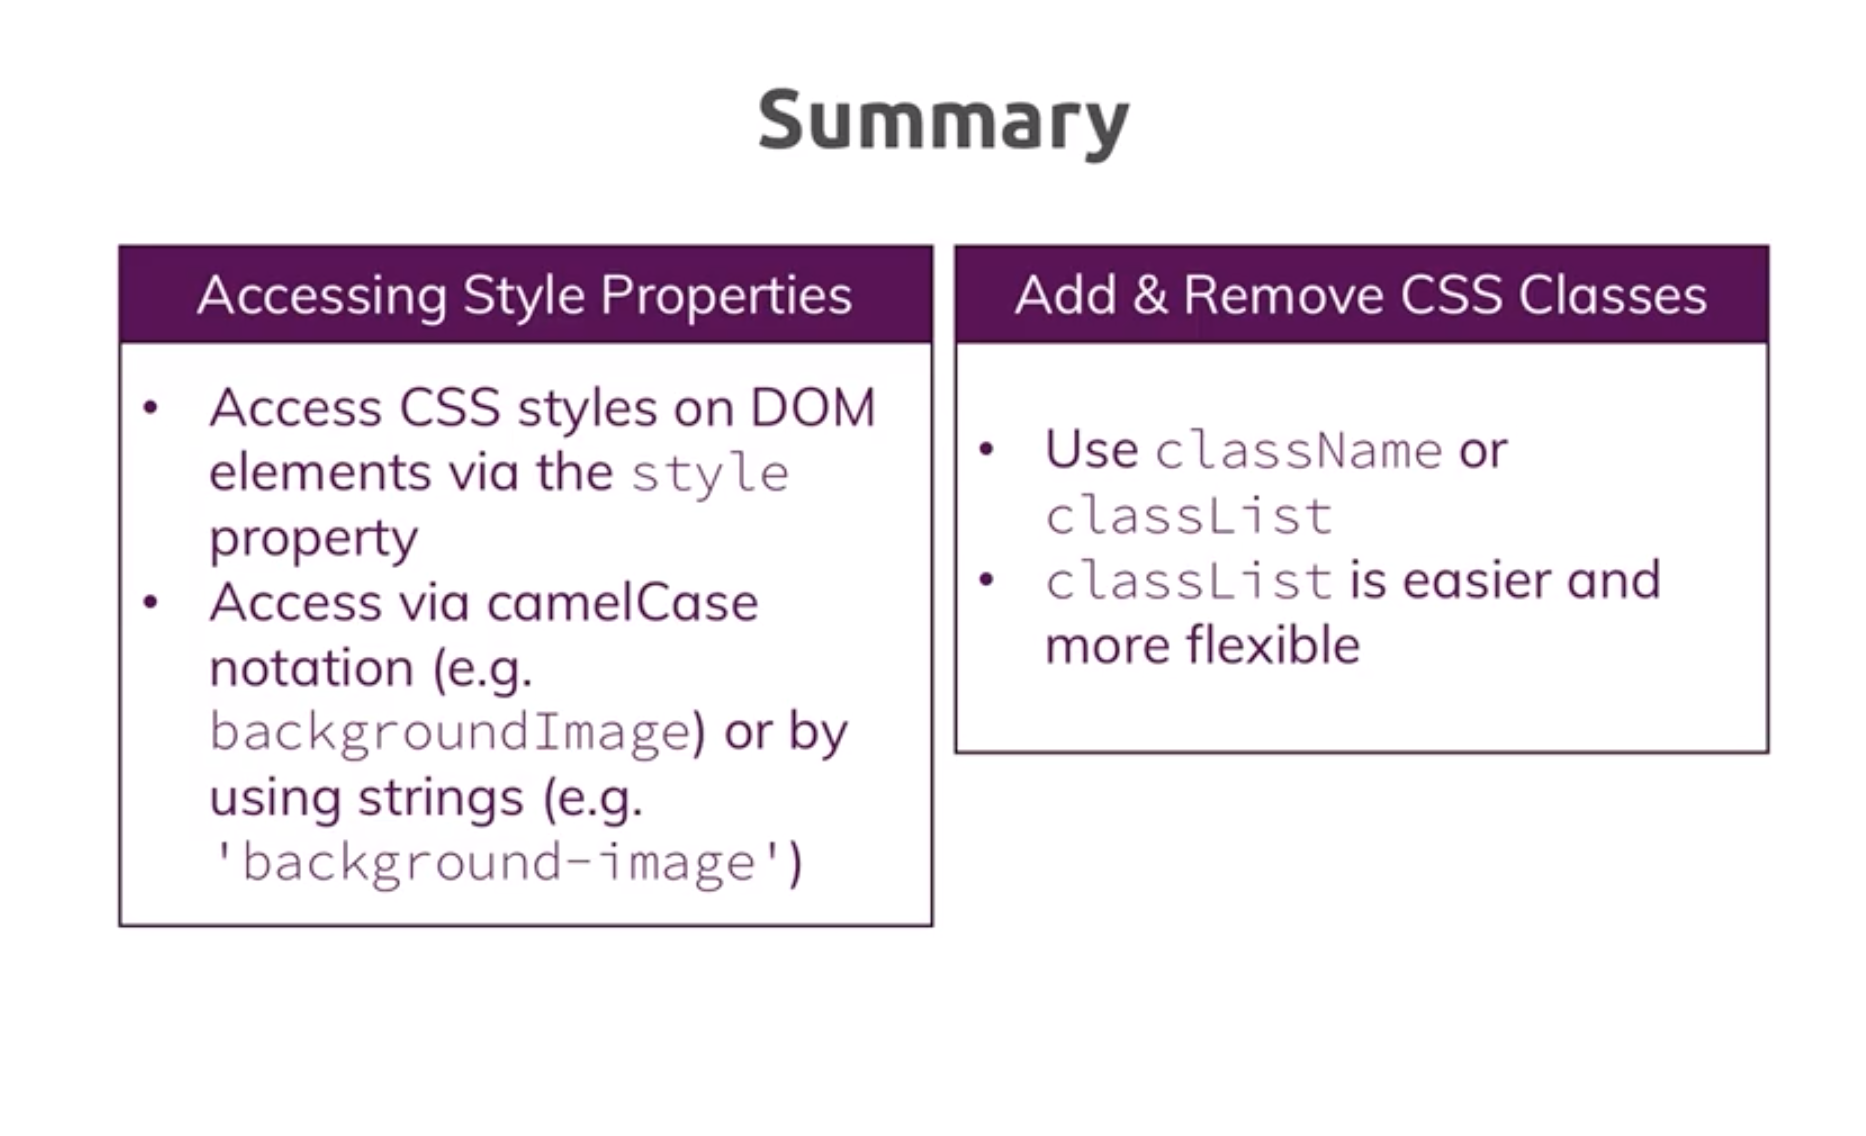 Summary
Accessing Style Properties
• Access CSS styles on DOM
elements via the style
property
• Access via camelCase
notation (e.g.
backgroundImage) or by
using strings (e.g.
'background-image')
Add & Remove CSS Classes
• Use className or
classList
• classList is easier and
more flexible